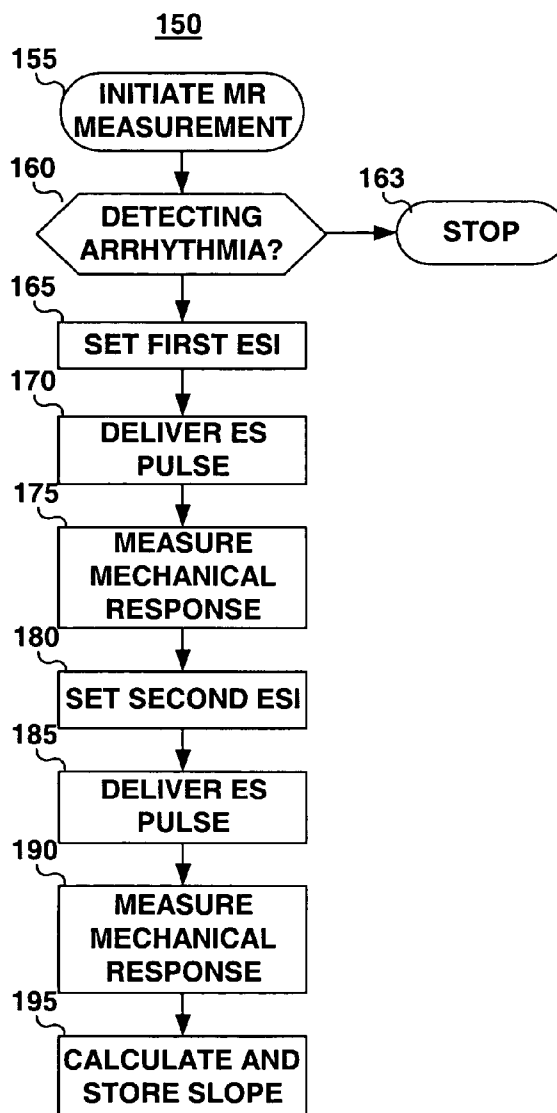 150
155
INITIATE MR
MEASUREMENT
160
DETECTING
ARRHYTHMIA?
163
STOP
165
SET FIRST ESI
170
DELIVER ES
PULSE
175
MEASURE
MECHANICAL
RESPONSE
180
SET SECOND ESI
185
DELIVER ES
PULSE
190
MEASURE
MECHANICAL
RESPONSE
195
CALCULATE AND
STORE SLOPE